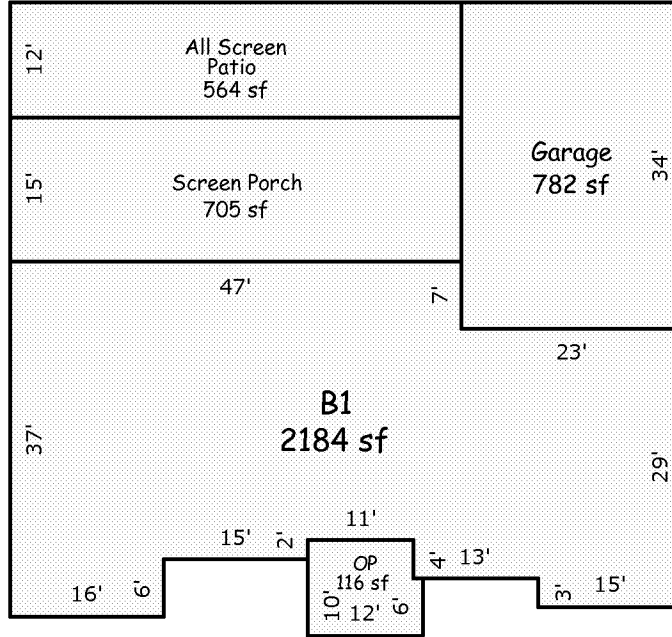 All Screen
Patio
564 sf
12'
Garage
782 sf
34'
Screen Porch
705 sf
15'
47'
7'
23'
B1
2184 sf
37'
29'
11'
15'
2'
OP
116 sf
4'
13'
16'
6'
10'
12'
6'
3'
15'